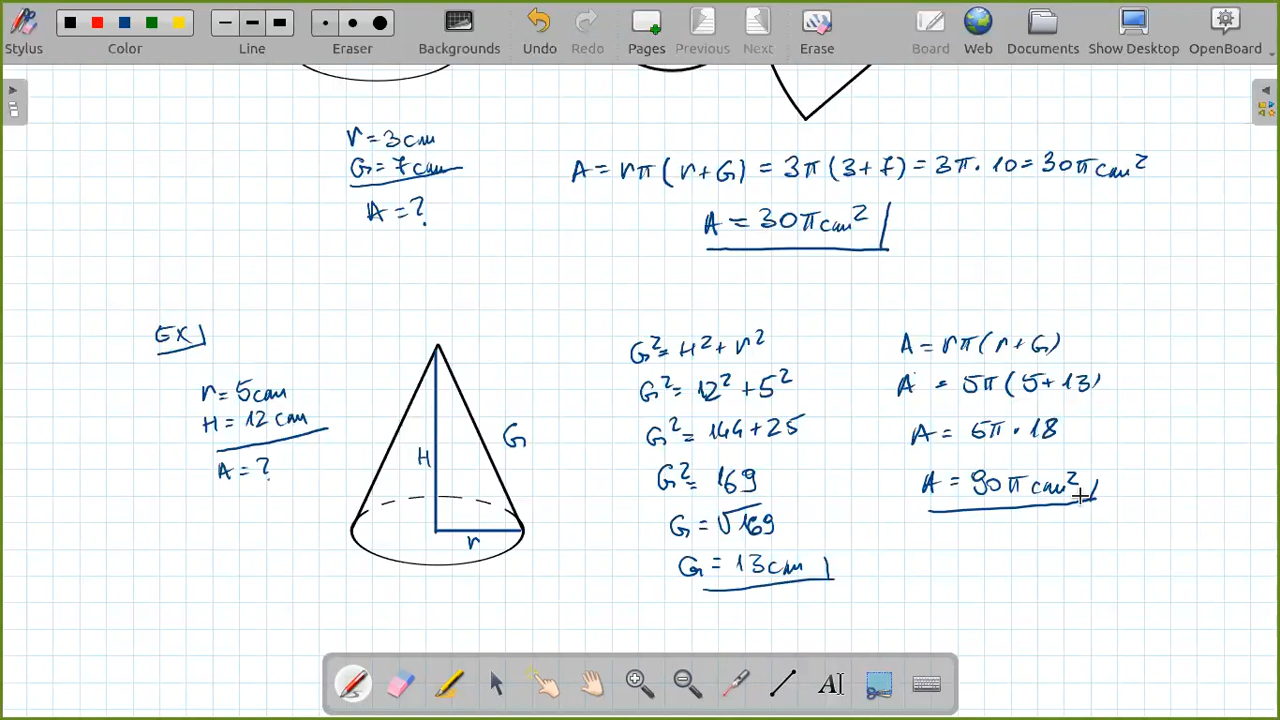 Stylus Color Line Eraser Backgrounds Undo Redo Pages Previous Next Erase Board Web Documents Show Desktop OpenBoard
r = 3cm
G = 7cm
A = ?
A = rπ(r+G) = 3π(3+7) = 3π·10 = 30πcm²
A = 30πcm²
EX
r = 5cm
H = 12cm
A = ?
H
G
r
G² = H² + r²
G² = 12² + 5²
G² = 144 + 25
G² = 169
G = √169
G = 13cm
A = rπ(r+G)
A = 5π(5+13)
A = 5π·18
A = 90πcm²